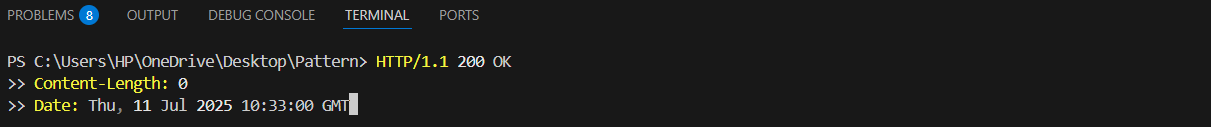 PROBLEMS 8 OUTPUT DEBUG CONSOLE TERMINAL PORTS
PS C:\Users\HP\OneDrive\Desktop\Pattern> HTTP/1.1 200 OK
>> Content-Length: 0
>> Date: Thu, 11 Jul 2025 10:33:00 GMT